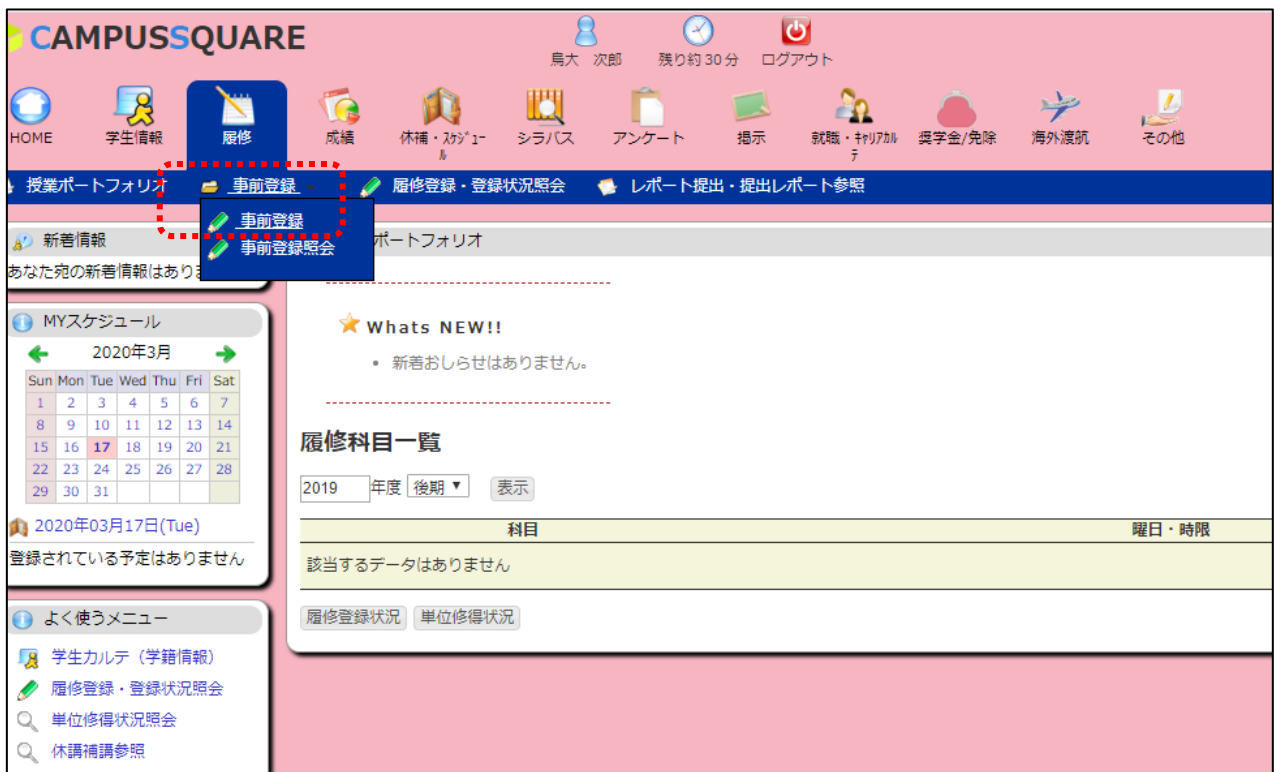 CAMPUSSQUARE
鳥大 次郎 残り約30分 ログアウト
HOME 学生情報 履修 成績 休補・ｽｹｼﾞｭｰﾙ シラバス アンケート 掲示 就職・ｷｬﾘｱｶﾙﾃ 奨学金/免除 海外渡航 その他
授業ポートフォリオ 事前登録 履修登録・登録状況照会 レポート提出・提出レポート参照
事前登録
事前登録照会
新着情報
あなた宛の新着情報はあり
ポートフォリオ
MYスケジュール
2020年3月
Sun Mon Tue Wed Thu Fri Sat
1 2 3 4 5 6 7
8 9 10 11 12 13 14
15 16 17 18 19 20 21
22 23 24 25 26 27 28
29 30 31
2020年03月17日(Tue)
登録されている予定はありません
よく使うメニュー
学生カルテ（学籍情報）
履修登録・登録状況照会
単位修得状況照会
休講補講参照
Whats NEW!!
• 新着おしらせはありません。
履修科目一覧
2019 年度 後期▼ 表示
科目 曜日・時限
該当するデータはありません
履修登録状況 単位修得状況